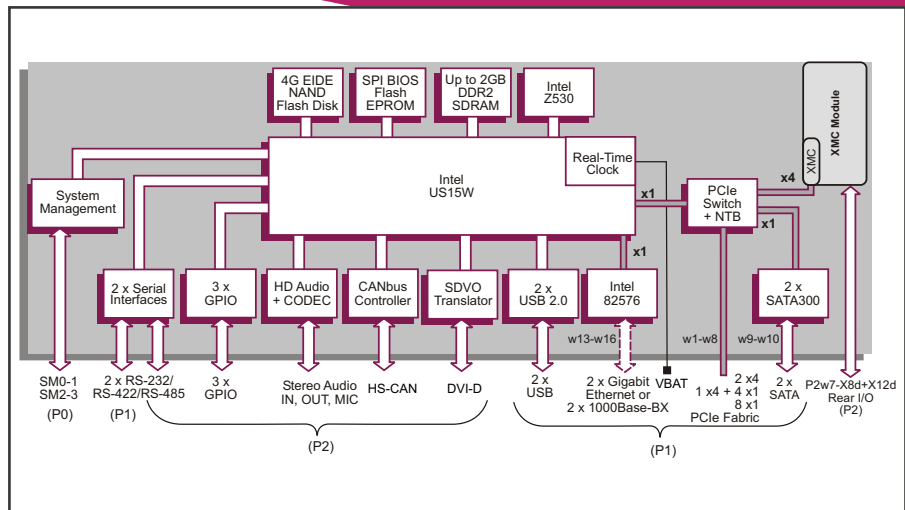 4G EIDE
NAND
Flash Disk
SPI BIOS
Flash
EPROM
Up to 2GB
DDR2
SDRAM
Intel
Z530
XMC Module
XMC
Real-Time
Clock
Intel
US15W
x4
x1
PCIe
Switch
+ NTB
x1
System
Management
x1
2 x Serial
Interfaces
3 x
GPIO
HD Audio
+ CODEC
CANbus
Controller
SDVO
Translator
2 x
USB 2.0
Intel
82576
2 x
SATA300
w13-w16
w1-w8
w9-w10
SM0-1
SM2-3
(P0)
2 x RS-232/
RS-422/RS-485
(P1)
3 x
GPIO
Stereo Audio
IN, OUT, MIC
HS-CAN
DVI-D
2 x
USB
2 x Gigabit
Ethernet or
2 x 1000Base-BX
VBAT
2 x4
1 x4 + 4 x1
8 x1
PCIe Fabric
2 x
SATA
P2w7-X8d+X12d
Rear I/O
(P2)
(P2)
(P1)